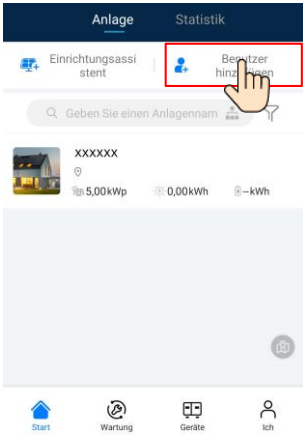 Anlage Statistik
Einrichtungsassi
stent
Benutzer
hinzufügen
Geben Sie einen Anlagennam
xxxxxx
5,00kWp 0,00kWh --kWh
Start Wartung Geräte Ich